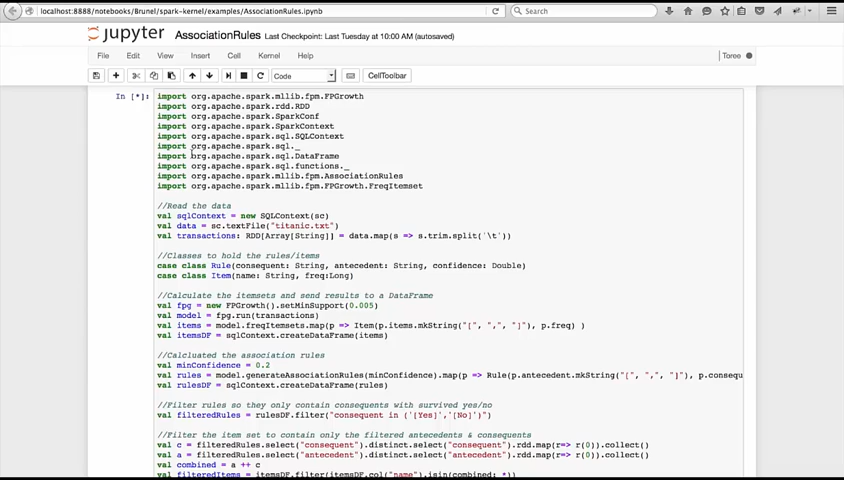 localhost:8888/notebooks/Brunel/spark-kernel/examples/AssociationRules.ipynb
Search
jupyter AssociationRules Last Checkpoint: Last Tuesday at 10:00 AM (autosaved)
File Edit View Insert Cell Kernel Help Toree
Code CellToolbar
In [*]: import org.apache.spark.mllib.fpm.FPGrowth
import org.apache.spark.rdd.RDD
import org.apache.spark.SparkConf
import org.apache.spark.SparkContext
import org.apache.spark.sql.SQLContext
import org.apache.spark.sql._
import org.apache.spark.sql.DataFrame
import org.apache.spark.sql.functions._
import org.apache.spark.mllib.fpm.AssociationRules
import org.apache.spark.mllib.fpm.FPGrowth.FreqItemset
//Read the data
val sqlContext = new SQLContext(sc)
val data = sc.textFile("titanic.txt")
val transactions: RDD[Array[String]] = data.map(s => s.trim.split('\t'))
//Classes to hold the rules/items
case class Rule(consequent: String, antecedent: String, confidence: Double)
case class Item(name: String, freq:Long)
//Calculate the itemsets and send results to a DataFrame
val fpg = new FPGrowth().setMinSupport(0.005)
val model = fpg.run(transactions)
val items = model.freqItemsets.map(p => Item(p.items.mkString("[", ",", "]"), p.freq) )
val itemsDF = sqlContext.createDataFrame(items)
//Calcluated the association rules
val minConfidence = 0.2
val rules = model.generateAssociationRules(minConfidence).map(p => Rule(p.antecedent.mkString("[", ",", "]"), p.consequ
val rulesDF = sqlContext.createDataFrame(rules)
//Filter rules so they only contain consequents with survived yes/no
val filteredRules = rulesDF.filter("consequent in ('[Yes]','[No]')")
//Filter the item set to contain only the filtered antecedents & consequents
val c = filteredRules.select("consequent").distinct.select("consequent").rdd.map(r=> r(0)).collect()
val a = filteredRules.select("antecedent").distinct.select("antecedent").rdd.map(r=> r(0)).collect()
val combined = a ++ c
val filteredItems = itemsDF.filter(itemsDF.col("name").isin(combined: *))